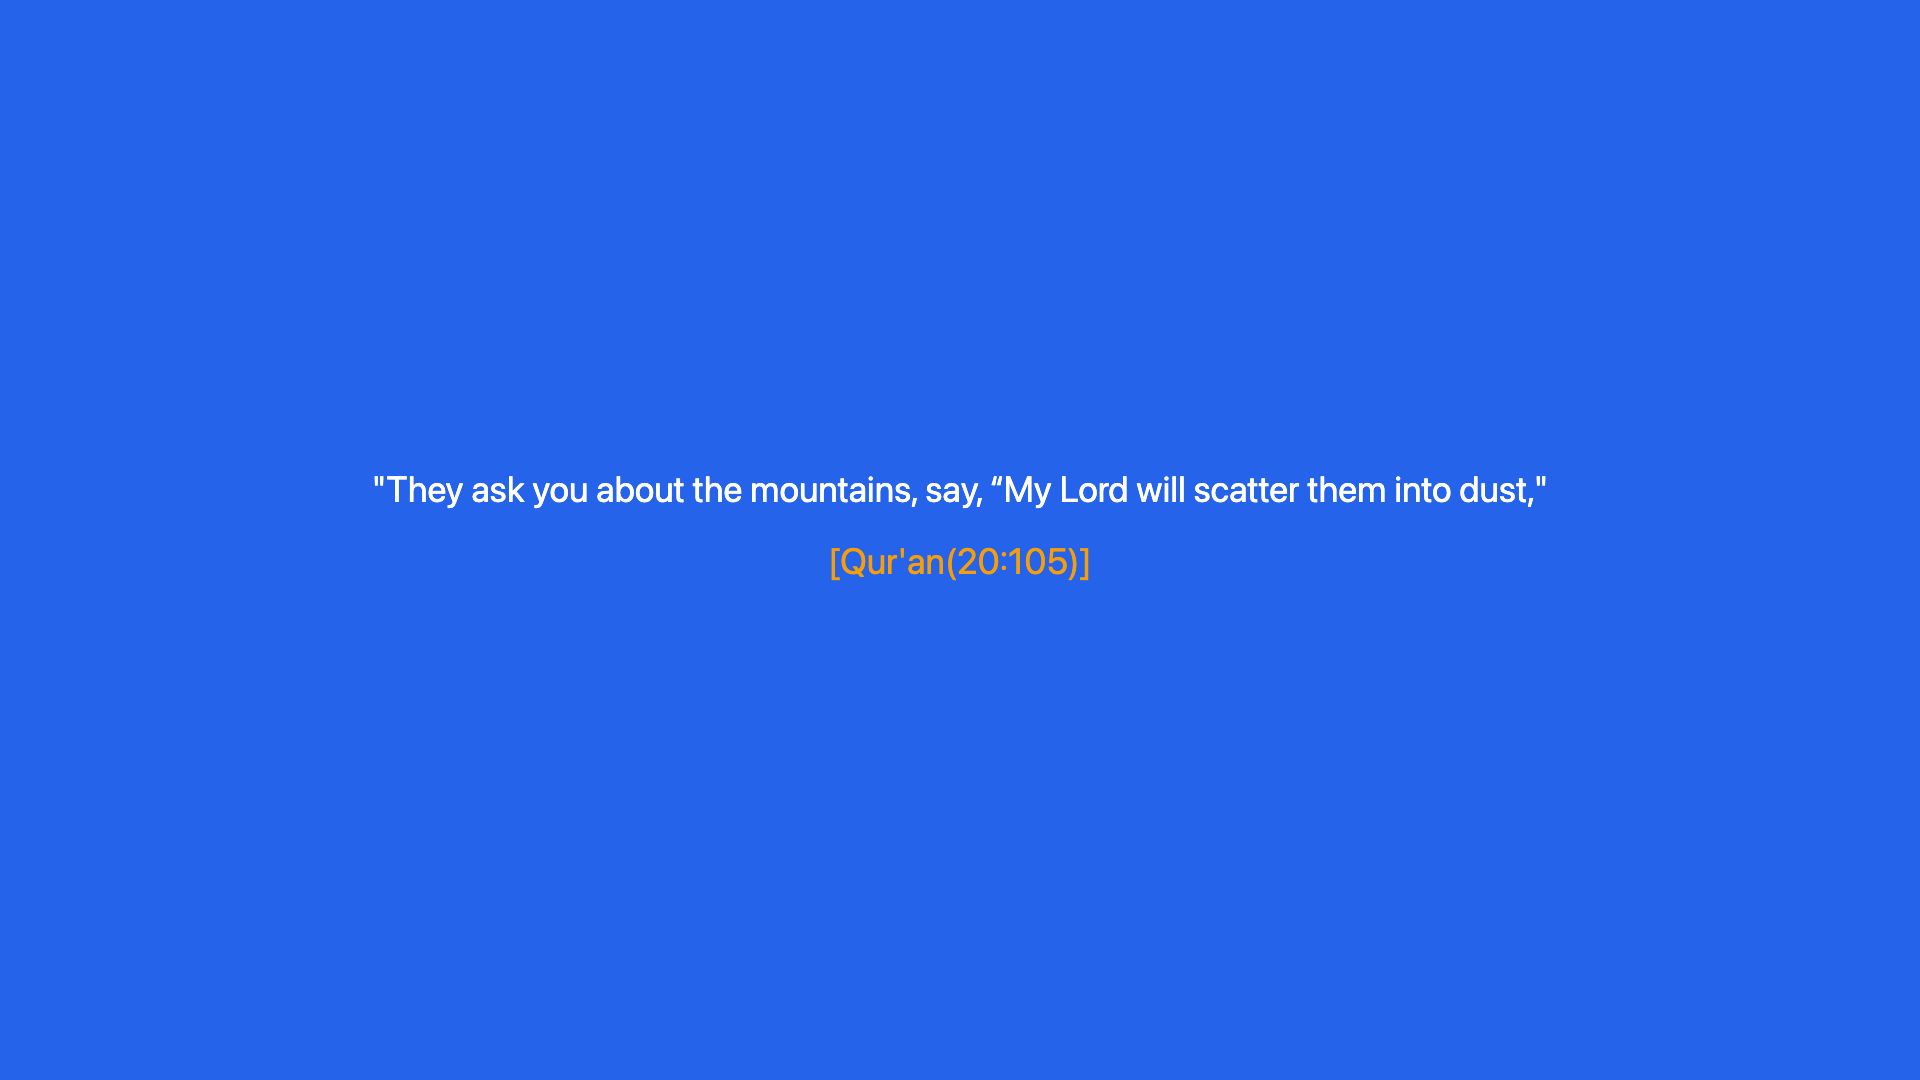 "They ask you about the mountains, say, “My Lord will scatter them into dust,"
[Qur'an(20:105)]